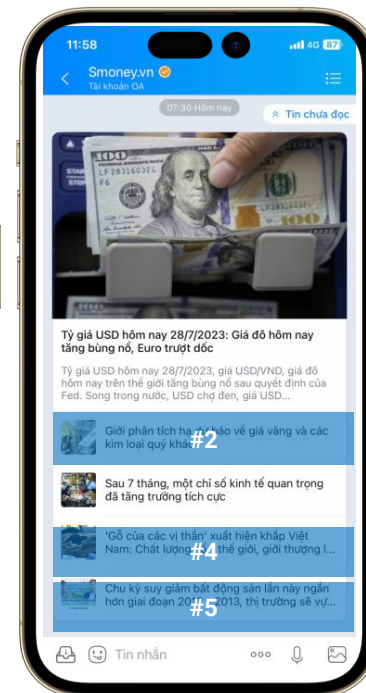 11:58
4G 87
Smoney.vn
Tài khoản OA
07:30 Hôm nay
Tin chưa đọc
START
STOP
100
LF28316032L
F6
100
Tỷ giá USD hôm nay 28/7/2023: Giá đô hôm nay
tăng bùng nổ, Euro trượt dốc
Tỷ giá USD hôm nay 28/7/2023, giá USD/VND, giá đô
hôm nay trên thế giới tăng bùng nổ sau quyết định của
Fed. Song trong nước, USD chợ đen, giá USD...
Giới phân tích hạ dự báo về giá vàng và các
kim loại quý khác
#2
Sau 7 tháng, một chỉ số kinh tế quan trọng
đã tăng trưởng tích cực
'Gỗ của các vị thần' xuất hiện khắp Việt
Nam: Chất lượng thế giới, giới thượng l...
#4
Chu kỳ suy giảm bất động sản lần này ngắn
hơn giai đoạn 2013, thị trường sẽ vự...
#5
Tin nhắn